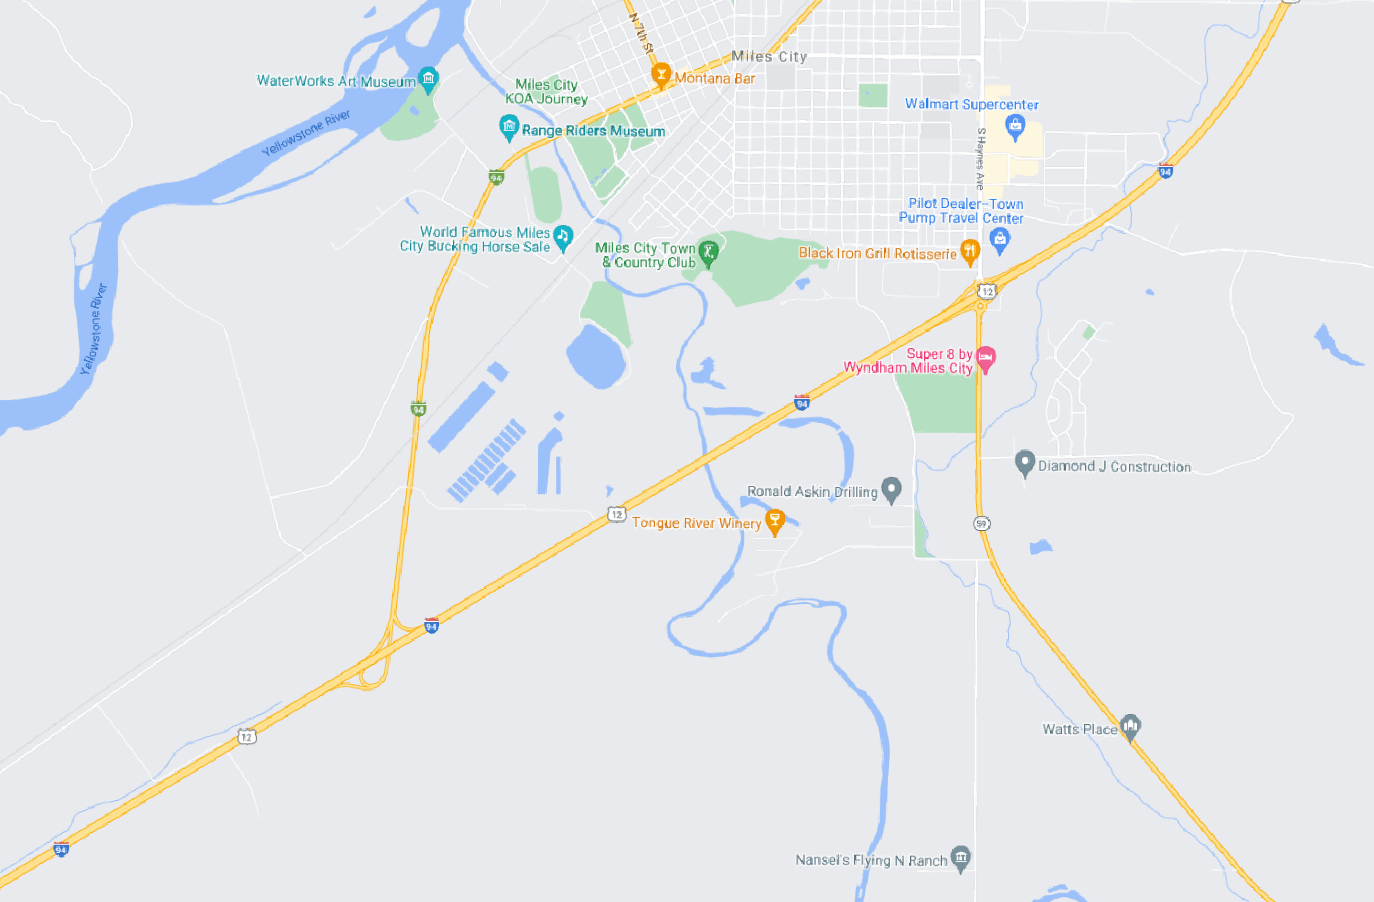 N 7th St
Miles City
WaterWorks Art Museum
Miles City
KOA Journey
Montana Bar
Walmart Supercenter
Yellowstone River
Range Riders Museum
S Haynes Ave
94
94
Pilot Dealer-Town
Pump Travel Center
World Famous Miles
City Bucking Horse Sale
Miles City Town
& Country Club
Black Iron Grill Rotisserie
12
Yellowstone River
Super 8 by
Wyndham Miles City
94
94
Diamond J Construction
Ronald Askin Drilling
12
Tongue River Winery
59
94
12
Watts Place
94
Nansel's Flying N Ranch